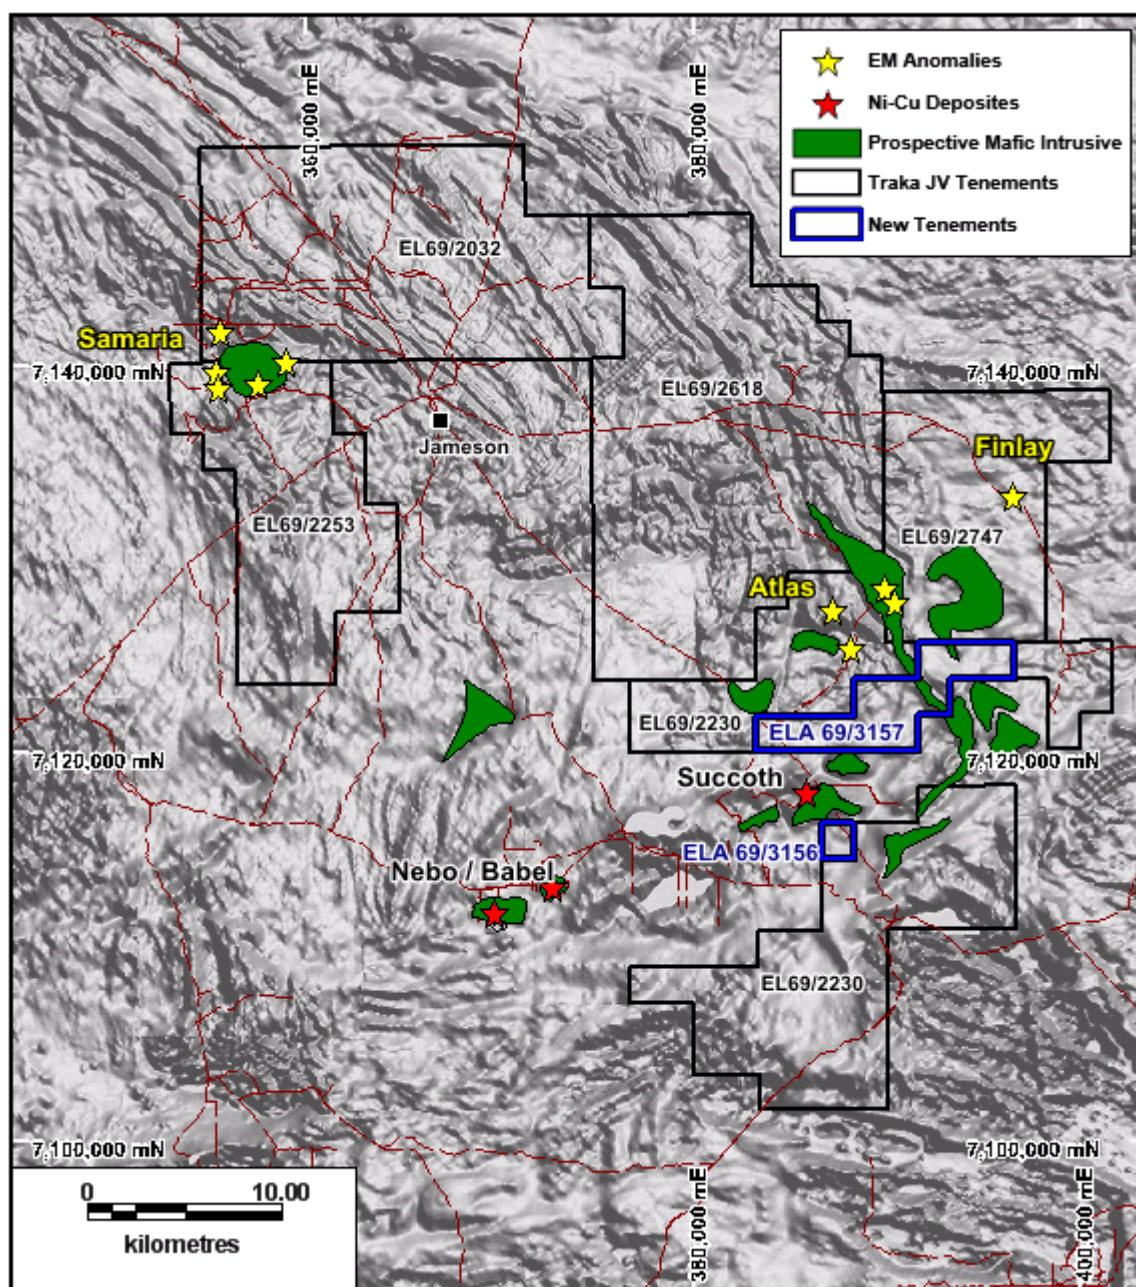 360,000 mE
380,000 mE
EM Anomalies
Ni-Cu Deposites
Prospective Mafic Intrusive
Traka JV Tenements
New Tenements
EL69/2032
Samaria
7,140,000 mN
7,140,000 mN
EL69/2618
Jameson
Finlay
EL69/2253
EL69/2747
Atlas
EL69/2230
ELA 69/3157
7,120,000 mN
7,120,000 mN
Succoth
ELA 69/3156
Nebo / Babel
EL69/2230
7,100,000 mN
7,100,000 mN
0 10.00
kilometres
380,000 mE
400,000 mE